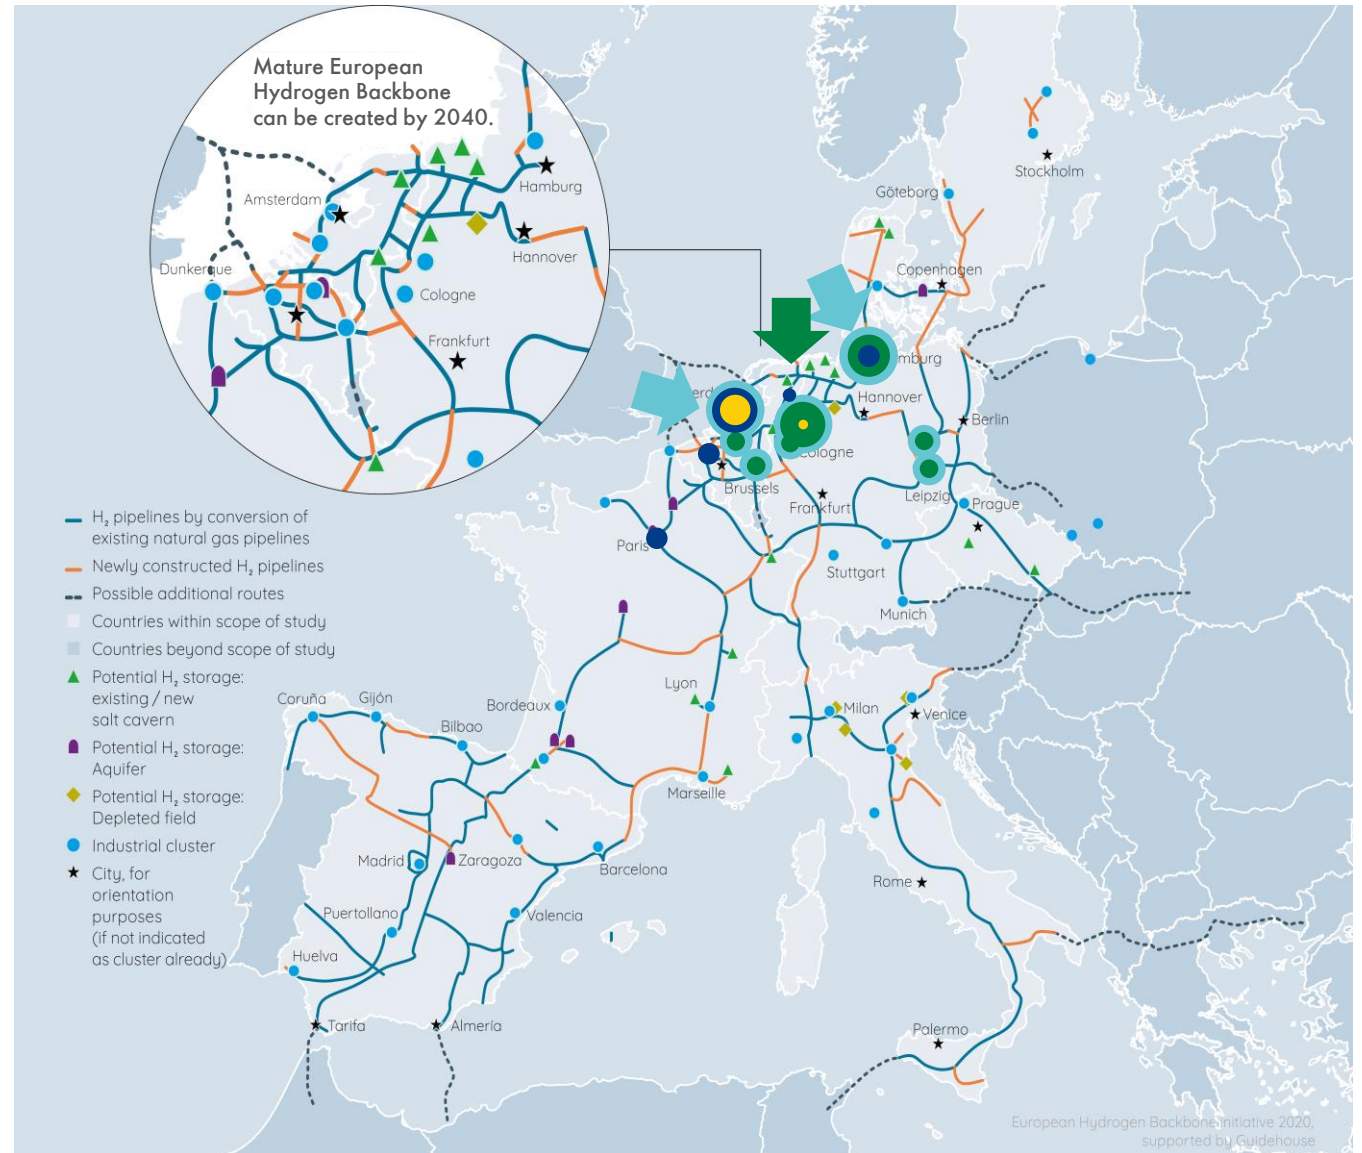 Mature European
Hydrogen Backbone
can be created by 2040.
Hamburg
Amsterdam
Hannover
Dunkerque
Cologne
Frankfurt
Stockholm
Göteborg
Copenhagen
mburg
Hannover
Berlin
Cologne
Brussels
Leipzig
Frankfurt
Prague
Paris
Stuttgart
Munich
H₂ pipelines by conversion of
existing natural gas pipelines
Newly constructed H₂ pipelines
Possible additional routes
Countries within scope of study
Countries beyond scope of study
Potential H₂ storage:
existing / new
salt cavern
Potential H₂ storage:
Aquifer
Potential H₂ storage:
Depleted field
Industrial cluster
City, for
orientation
purposes
(if not indicated
as cluster already)
Coruña
Gijón
Bilbao
Bordeaux
Lyon
Milan
Venice
Marseille
Madrid
Zaragoza
Barcelona
Rome
Puertollano
Valencia
Huelva
Tarifa
Almería
Palermo
European Hydrogen Backbone Initiative 2020,
supported by Guidehouse